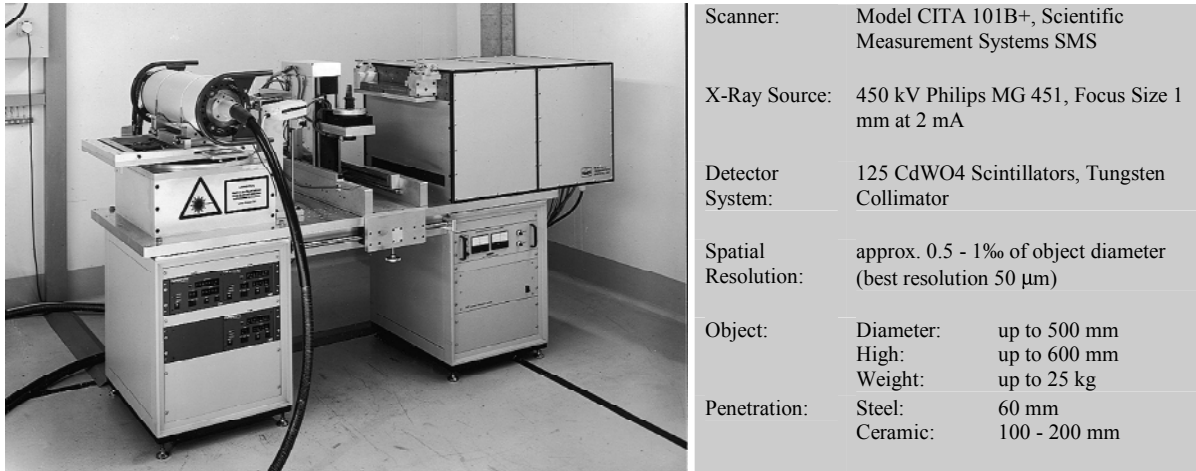 Scanner: Model CITA 101B+, Scientific
Measurement Systems SMS
X-Ray Source: 450 kV Philips MG 451, Focus Size 1
mm at 2 mA
Detector 125 CdWO4 Scintillators, Tungsten
System: Collimator
Spatial approx. 0.5 - 1‰ of object diameter
Resolution: (best resolution 50 µm)
Object: Diameter: up to 500 mm
High: up to 600 mm
Weight: up to 25 kg
Penetration: Steel: 60 mm
Ceramic: 100 - 200 mm